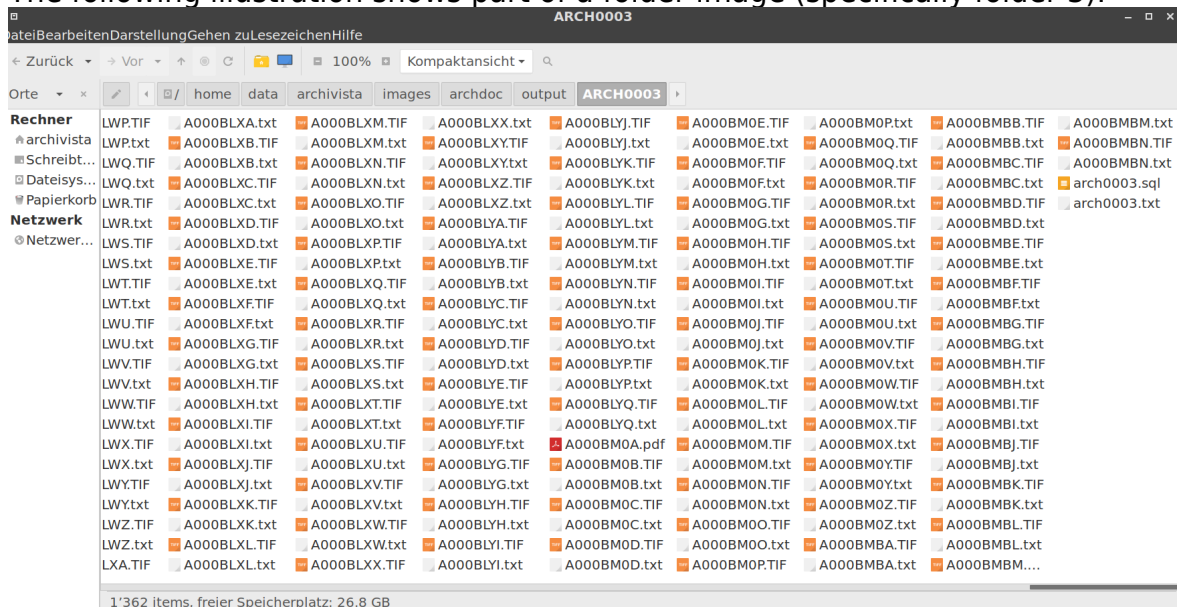 The following illustration shows part of a folder image (specifically folder 3):
ARCH0003
DateiBearbeitenDarstellungGehen zuLesezeichenHilfe
Zurück Vor 100% Kompaktansicht
Orte / home data archivista images archdoc output ARCH0003
Rechner LWP.TIF A000BLXA.txt A000BLXM.TIF A000BLXX.txt A000BLYJ.TIF A000BM0E.TIF A000BM0P.txt A000BMBB.TIF A000BMBM.txt
archivista LWP.txt A000BLXB.TIF A000BLXM.txt A000BLXY.TIF A000BLYJ.txt A000BM0E.txt A000BM0Q.TIF A000BMBB.txt A000BMBN.TIF
Schreibt... LWQ.TIF A000BLXB.txt A000BLXN.TIF A000BLXY.txt A000BLYK.TIF A000BM0F.TIF A000BM0Q.txt A000BMBC.TIF A000BMBN.txt
Dateisys... LWQ.txt A000BLXC.TIF A000BLXN.txt A000BLXZ.TIF A000BLYK.txt A000BM0F.txt A000BM0R.TIF A000BMBC.txt arch0003.sql
Papierkorb LWR.TIF A000BLXC.txt A000BLXO.TIF A000BLXZ.txt A000BLYL.TIF A000BM0G.TIF A000BM0R.txt A000BMBD.TIF arch0003.txt
Netzwerk LWR.txt A000BLXD.TIF A000BLXO.txt A000BLYA.TIF A000BLYL.txt A000BM0G.txt A000BM0S.TIF A000BMBD.txt
Netzwer... LWS.TIF A000BLXD.txt A000BLXP.TIF A000BLYA.txt A000BLYM.TIF A000BM0H.TIF A000BM0S.txt A000BMBE.TIF
LWS.txt A000BLXE.TIF A000BLXP.txt A000BLYB.TIF A000BLYM.txt A000BM0H.txt A000BM0T.TIF A000BMBE.txt
LWT.TIF A000BLXE.txt A000BLXQ.TIF A000BLYB.txt A000BLYN.TIF A000BM0I.TIF A000BM0T.txt A000BMBF.TIF
LWT.txt A000BLXF.TIF A000BLXQ.txt A000BLYC.TIF A000BLYN.txt A000BM0I.txt A000BM0U.TIF A000BMBF.txt
LWU.TIF A000BLXF.txt A000BLXR.TIF A000BLYC.txt A000BLYO.TIF A000BM0J.TIF A000BM0U.txt A000BMBG.TIF
LWU.txt A000BLXG.TIF A000BLXR.txt A000BLYD.TIF A000BLYO.txt A000BM0J.txt A000BM0V.TIF A000BMBG.txt
LWV.TIF A000BLXG.txt A000BLXS.TIF A000BLYD.txt A000BLYP.TIF A000BM0K.TIF A000BM0V.txt A000BMBH.TIF
LWV.txt A000BLXH.TIF A000BLXS.txt A000BLYE.TIF A000BLYP.txt A000BM0K.txt A000BM0W.TIF A000BMBH.txt
LWW.TIF A000BLXH.txt A000BLXT.TIF A000BLYE.txt A000BLYQ.TIF A000BM0L.TIF A000BM0W.txt A000BMBI.TIF
LWW.txt A000BLXI.TIF A000BLXT.txt A000BLYF.TIF A000BLYQ.txt A000BM0L.txt A000BM0X.TIF A000BMBI.txt
LWX.TIF A000BLXI.txt A000BLXU.TIF A000BLYF.txt A000BM0A.pdf A000BM0M.TIF A000BM0X.txt A000BMBJ.TIF
LWX.txt A000BLXJ.TIF A000BLXU.txt A000BLYG.TIF A000BM0B.TIF A000BM0M.txt A000BM0Y.TIF A000BMBJ.txt
LWY.TIF A000BLXJ.txt A000BLXV.TIF A000BLYG.txt A000BM0B.txt A000BM0N.TIF A000BM0Y.txt A000BMBK.TIF
LWY.txt A000BLXK.TIF A000BLXV.txt A000BLYH.TIF A000BM0C.TIF A000BM0N.txt A000BM0Z.TIF A000BMBK.txt
LWZ.TIF A000BLXK.txt A000BLXW.TIF A000BLYH.txt A000BM0C.txt A000BM0O.TIF A000BM0Z.txt A000BMBL.TIF
LWZ.txt A000BLXL.TIF A000BLXW.txt A000BLYI.TIF A000BM0D.TIF A000BM0O.txt A000BMBA.TIF A000BMBL.txt
LXA.TIF A000BLXL.txt A000BLXX.TIF A000BLYI.txt A000BM0D.txt A000BM0P.TIF A000BMBA.txt A000BMBM....
1'362 items, freier Speicherplatz: 26.8 GB